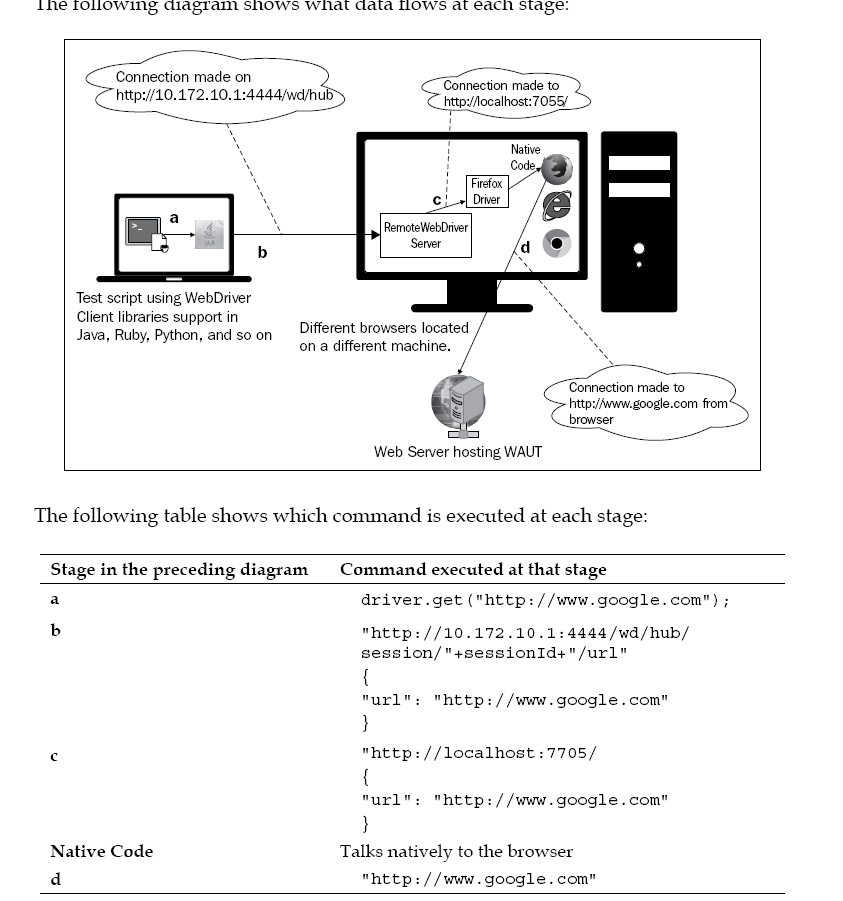 The following diagram shows what data flows at each stage:
Connection made on
http://10.172.10.1:4444/wd/hub
Connection made to
http://localhost:7055/
Native
Code
Firefox
Driver
c
RemoteWebDriver
Server
d
>_
a
JAR
b
Test script using WebDriver
Client libraries support in
Java, Ruby, Python, and so on
Different browsers located
on a different machine.
Connection made to
http://www.google.com from
browser
Web Server hosting WAUT
The following table shows which command is executed at each stage:
Stage in the preceding diagram Command executed at that stage
a driver.get("http://www.google.com");
b "http://10.172.10.1:4444/wd/hub/
session/"+sessionId+"/url"
{
"url": "http://www.google.com"
}
c "http://localhost:7705/
{
"url": "http://www.google.com"
}
Native Code Talks natively to the browser
d "http://www.google.com"